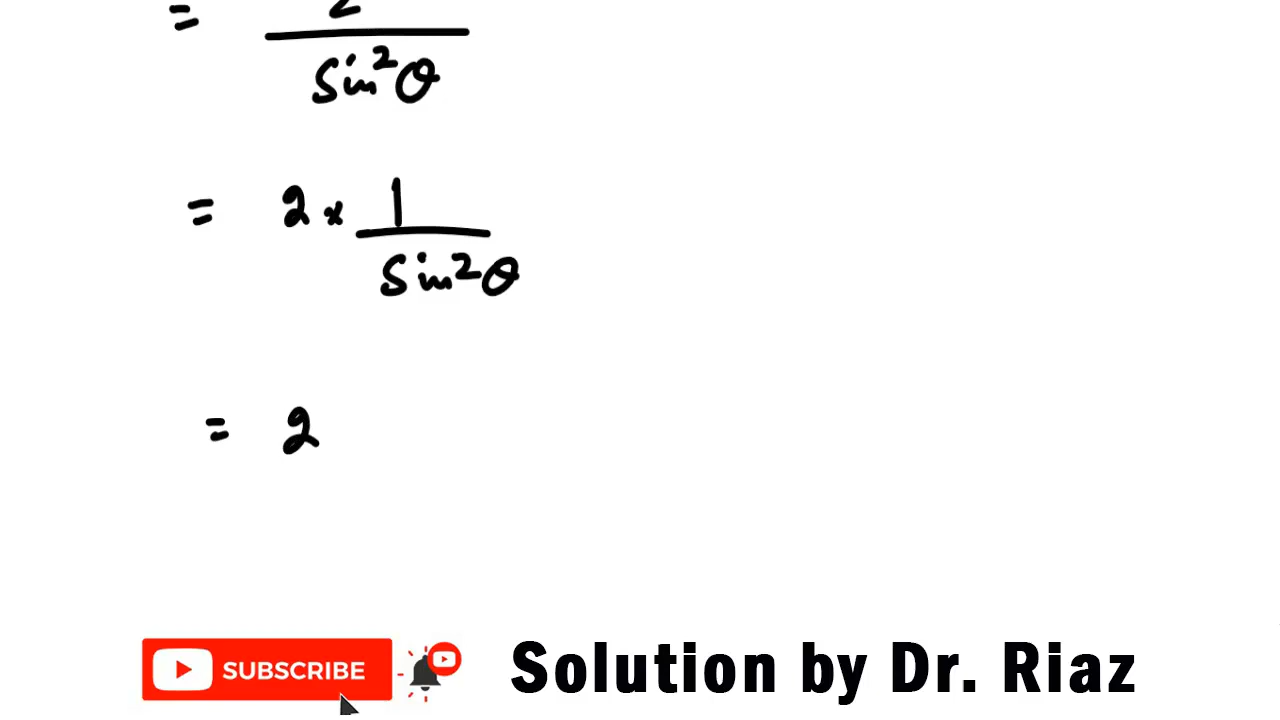 = 2
sin²θ
= 2 × 1
sin²θ
= 2
SUBSCRIBE
Solution by Dr. Riaz